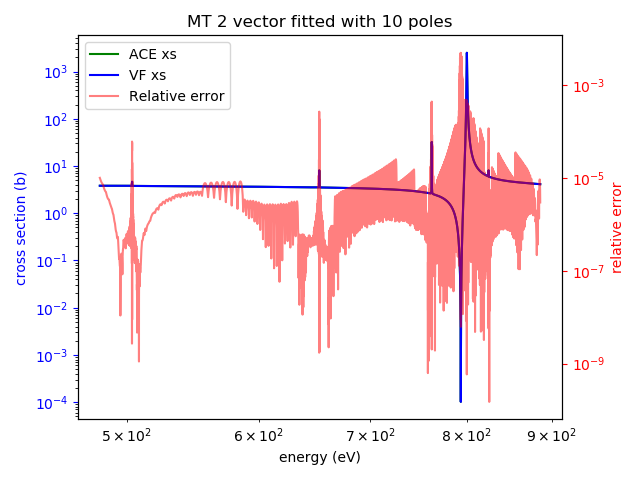 MT 2 vector fitted with 10 poles
ACE xs
VF xs
Relative error
cross section (b)
10³
10²
10¹
10⁰
10⁻¹
10⁻²
10⁻³
10⁻⁴
10⁻³
10⁻⁵
10⁻⁷
10⁻⁹
relative error
5 × 10² 6 × 10² 7 × 10² 8 × 10² 9 × 10²
energy (eV)